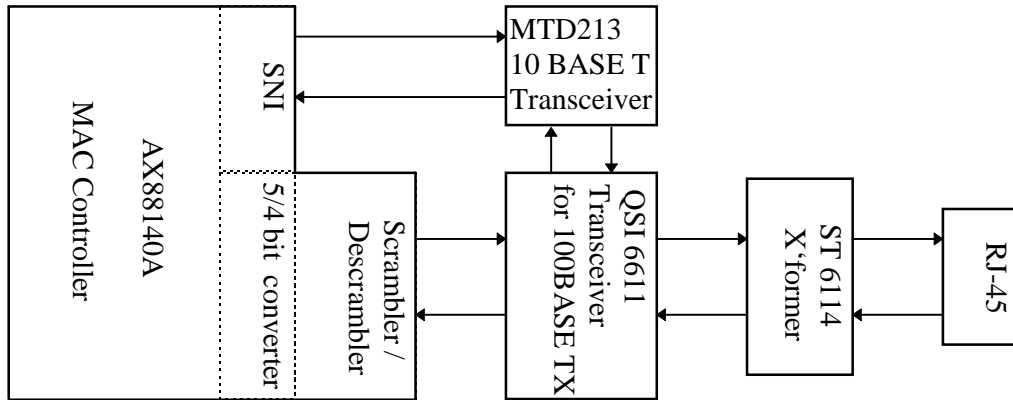 AX88140A
MAC Controller
SNI
5/4 bit converter
Scrambler /
Descrambler
MTD213
10 BASE T
Transceiver
QSI 6611
Transceiver
for 100BASE TX
ST 6114
X‘former
RJ-45